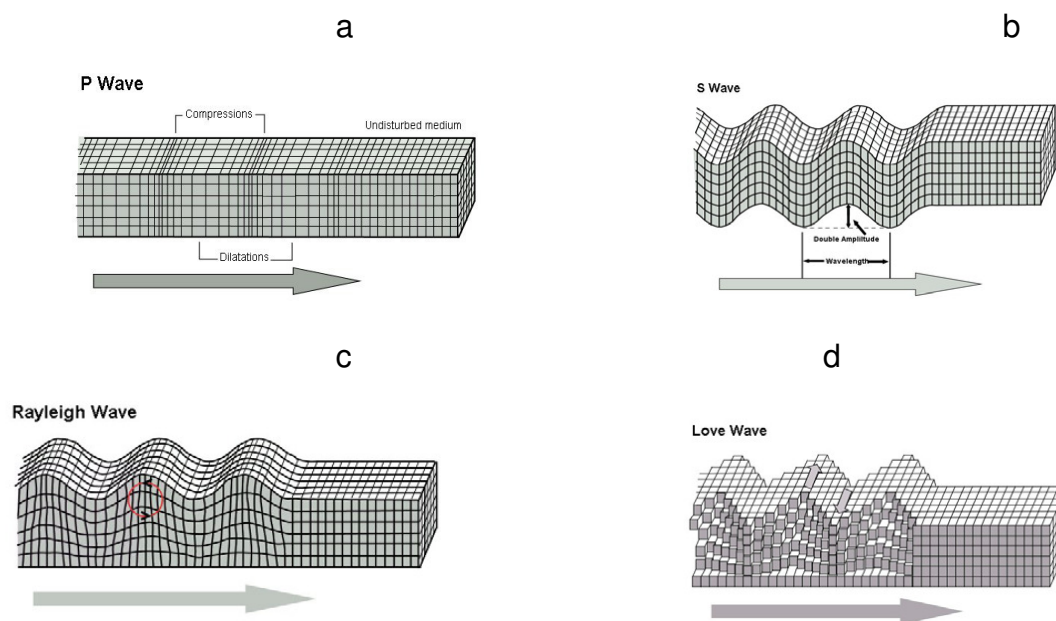 a
P Wave
Compressions
Undisturbed medium
Dilatations
b
S Wave
Double Amplitude
Wavelength
c
Rayleigh Wave
d
Love Wave